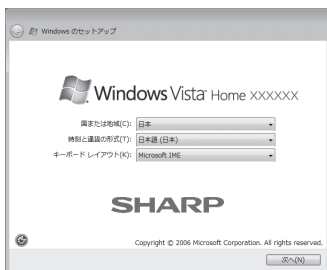 Windows のセットアップ
Windows Vista Home XXXXXX
国または地域(C): 日本
時刻と通貨の形式(T): 日本語 (日本)
キーボード レイアウト(K): Microsoft IME
SHARP
Copyright © 2006 Microsoft Corporation. All rights reserved.
次へ(N)